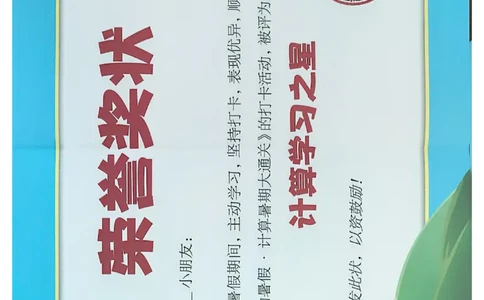 荣誉奖状
小朋友：
暑假期间，主动学习，坚持打卡，表现优异，顺
暑假·计算暑期大通关》的打卡活动，被评为
计算学习之星
发此状，以资鼓励！